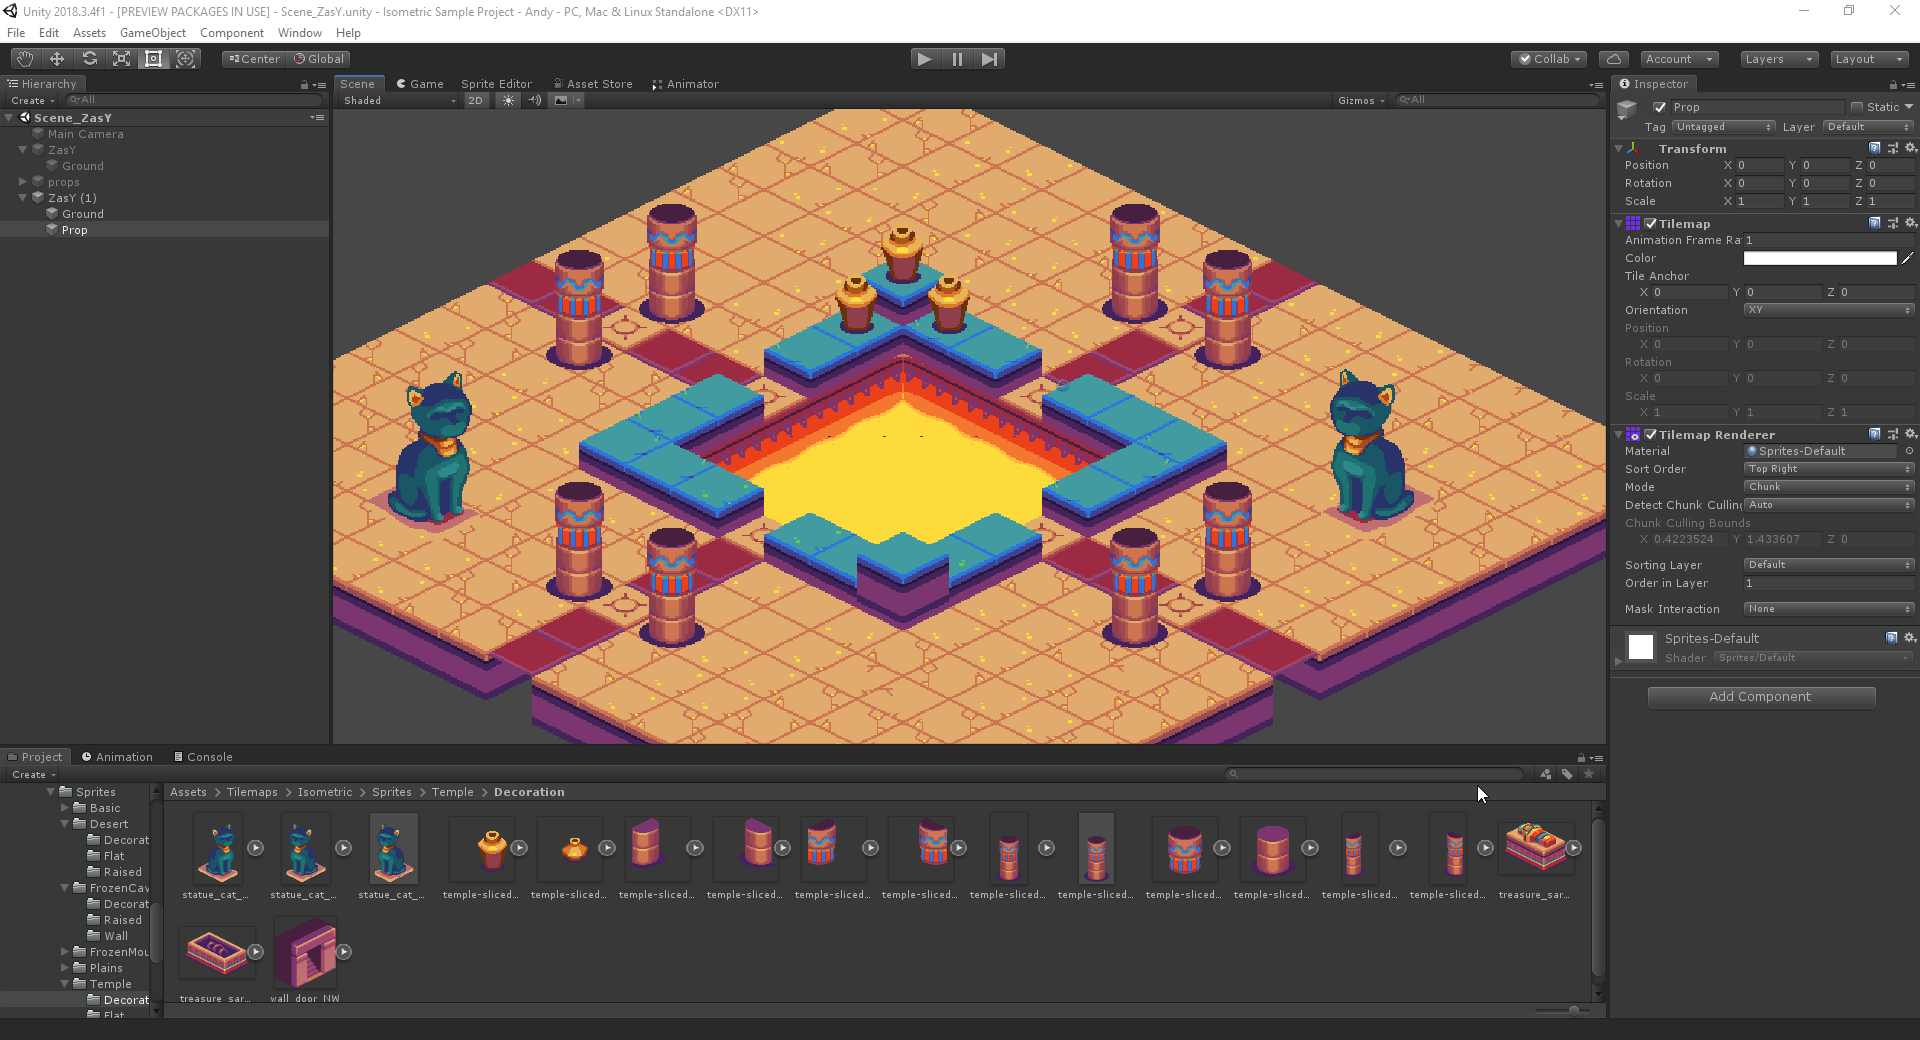 Unity 2018.3.4f1 - [PREVIEW PACKAGES IN USE] - Scene_ZasY.unity - Isometric Sample Project - Andy - PC, Mac & Linux Standalone <DX11>
File Edit Assets GameObject Component Window Help
Center Global Collab Account Layers Layout
Hierarchy
Create All
Scene_ZasY
Main Camera
ZasY
Ground
props
ZasY (1)
Ground
Prop
Scene Game Sprite Editor Asset Store Animator
Shaded 2D Gizmos All
Inspector
Prop Static
Tag Untagged Layer Default
Transform
Position X 0 Y 0 Z 0
Rotation X 0 Y 0 Z 0
Scale X 1 Y 1 Z 1
Tilemap
Animation Frame Ra 1
Color
Tile Anchor
X 0 Y 0 Z 0
Orientation XY
Position
X 0 Y 0 Z 0
Rotation
X 0 Y 0 Z 0
Scale
X 1 Y 1 Z 1
Tilemap Renderer
Material Sprites-Default
Sort Order Top Right
Mode Chunk
Detect Chunk Culling Auto
Chunk Culling Bounds
X 0.4223524 Y 1.433607 Z 0
Sorting Layer Default
Order in Layer 1
Mask Interaction None
Sprites-Default
Shader Sprites/Default
Add Component
Project Animation Console
Create
Sprites
Basic
Desert
Decorat
Flat
Raised
FrozenCav
Decorat
Raised
Wall
FrozenMou
Plains
Temple
Decorat
Flat
Assets > Tilemaps > Isometric > Sprites > Temple > Decoration
statue_cat_... statue_cat_... statue_cat_... temple-sliced... temple-sliced... temple-sliced... temple-sliced... temple-sliced... temple-sliced... temple-sliced... temple-sliced... temple-sliced... temple-sliced... temple-sliced... temple-sliced... treasure_sar...
treasure_sar... wall_door_NW